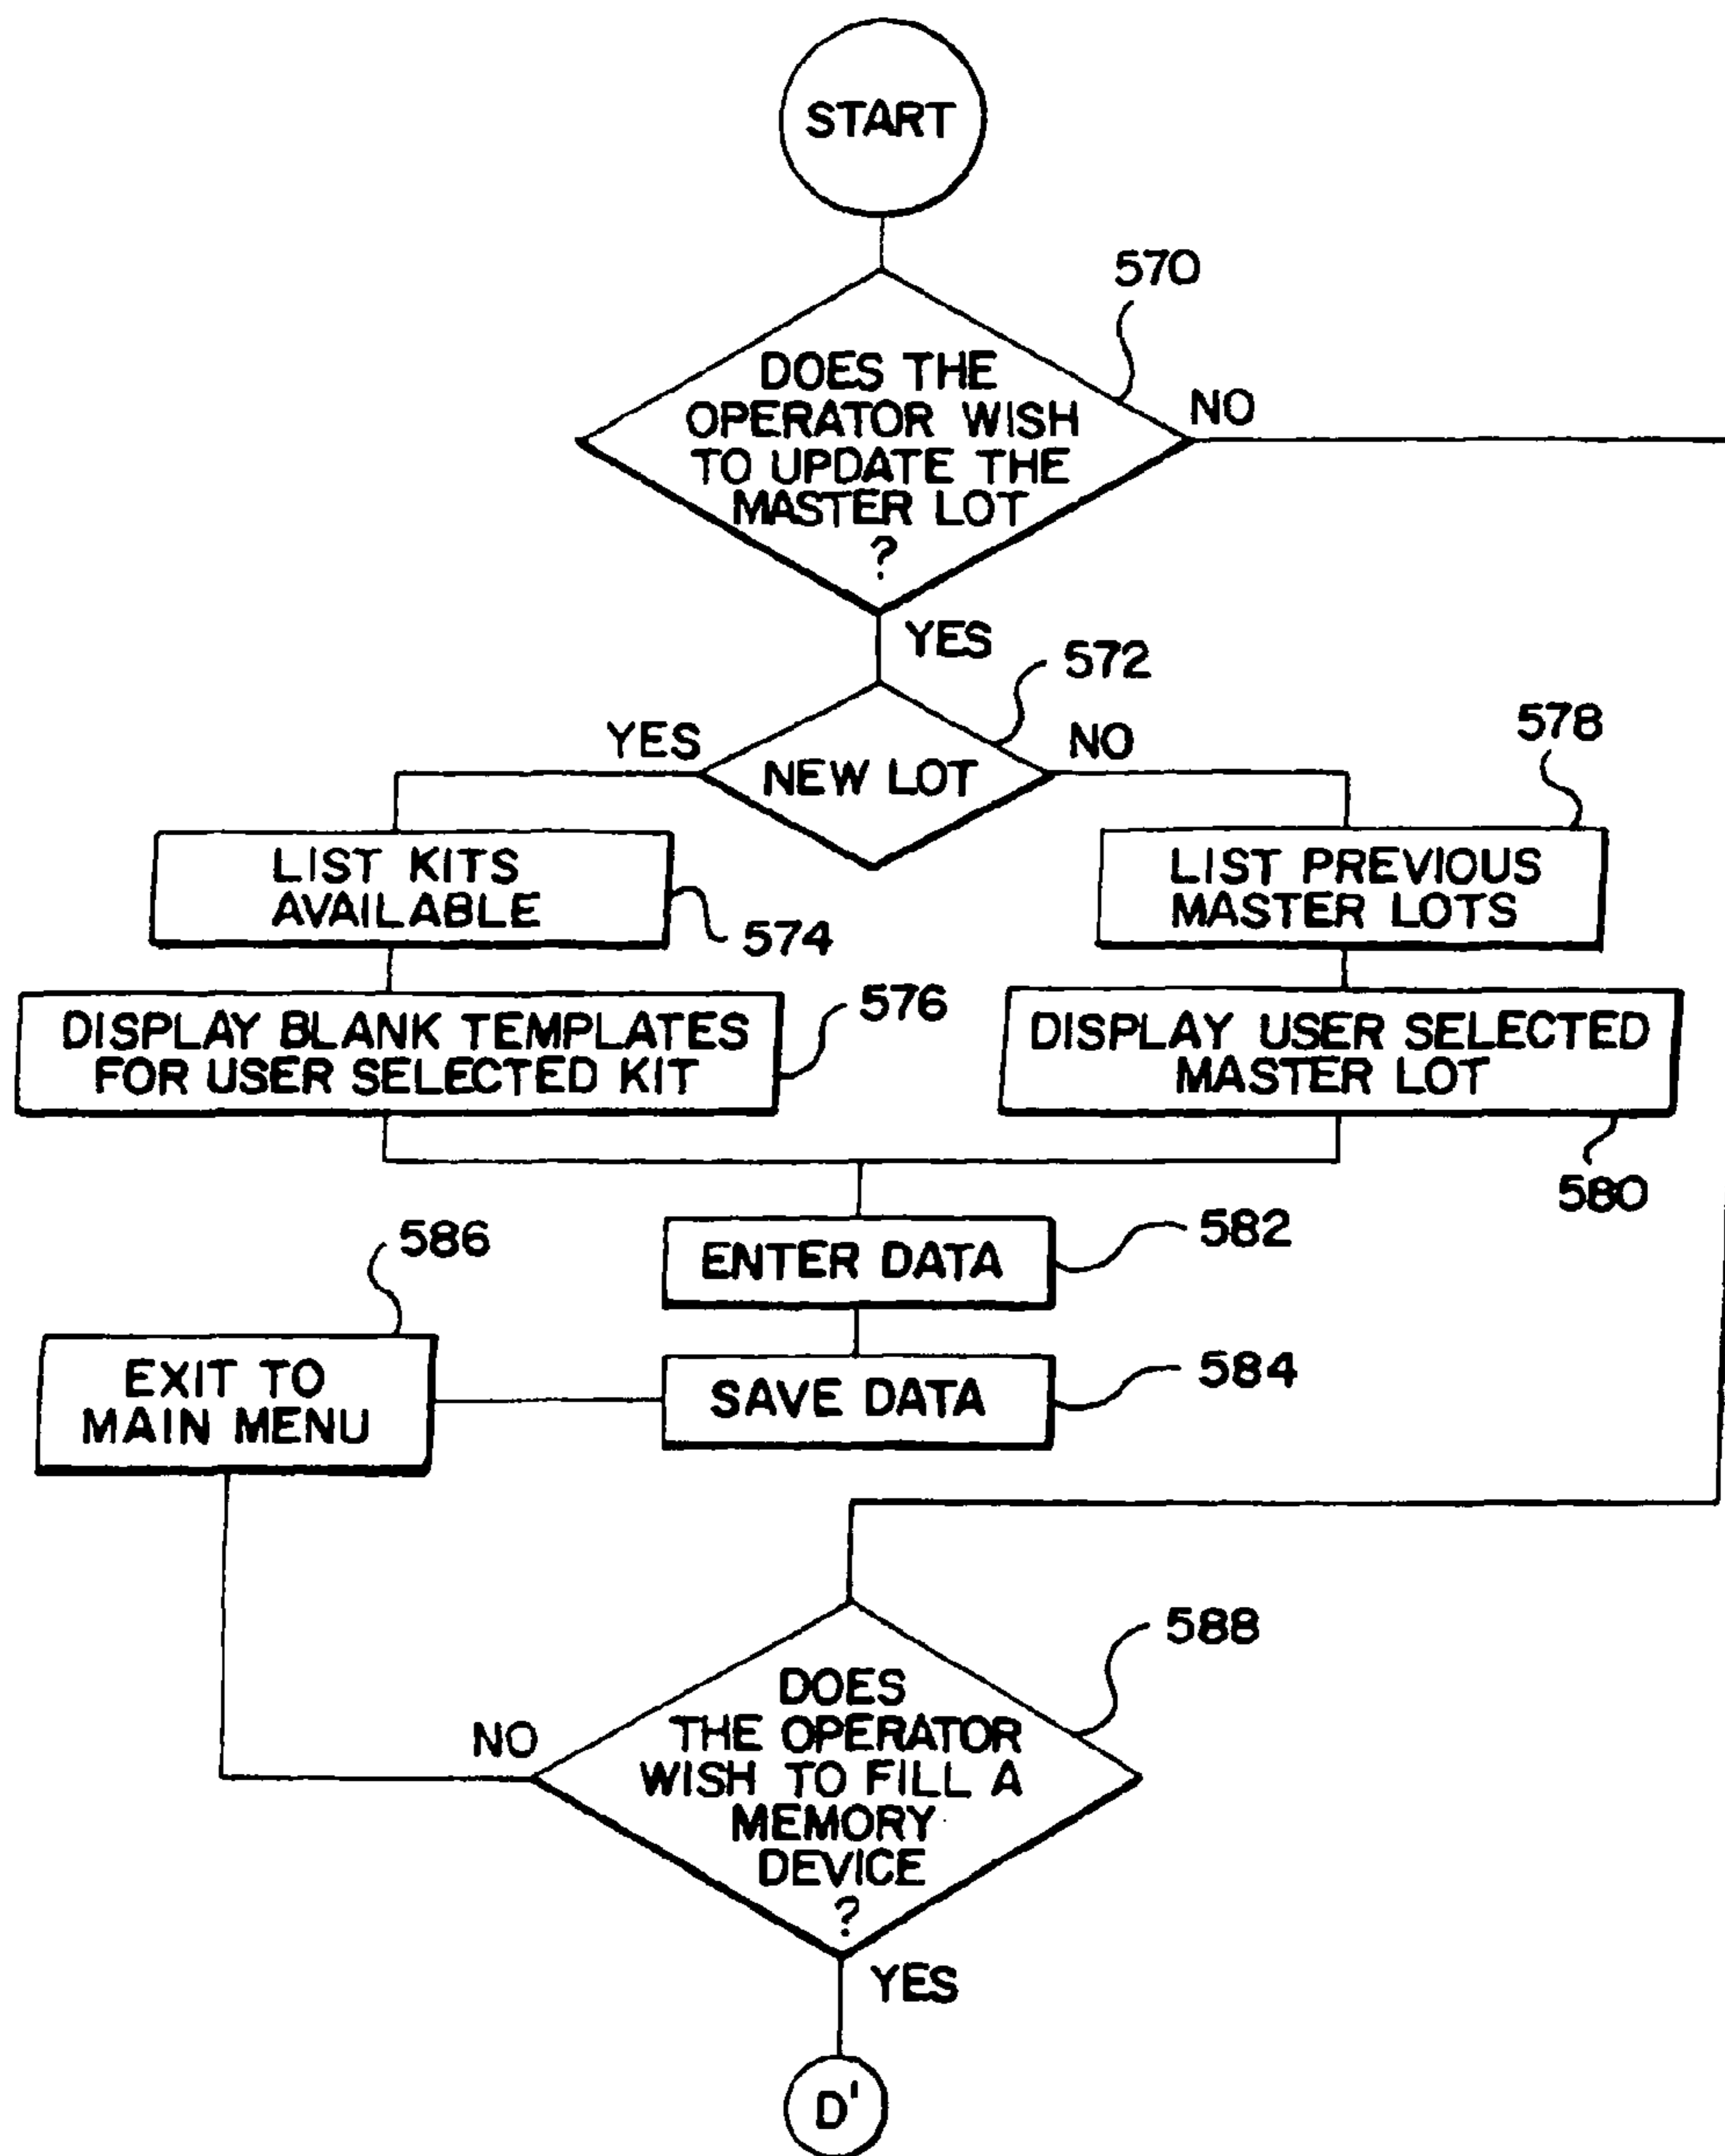 START
570
DOES THE
OPERATOR WISH
TO UPDATE THE
MASTER LOT
?
NO
YES
572
YES
NEW LOT
NO
578
LIST KITS
AVAILABLE
574
LIST PREVIOUS
MASTER LOTS
DISPLAY BLANK TEMPLATES
FOR USER SELECTED KIT
576
DISPLAY USER SELECTED
MASTER LOT
580
586
ENTER DATA
582
EXIT TO
MAIN MENU
SAVE DATA
584
588
DOES
THE OPERATOR
WISH TO FILL A
MEMORY
DEVICE
?
NO
YES
D'